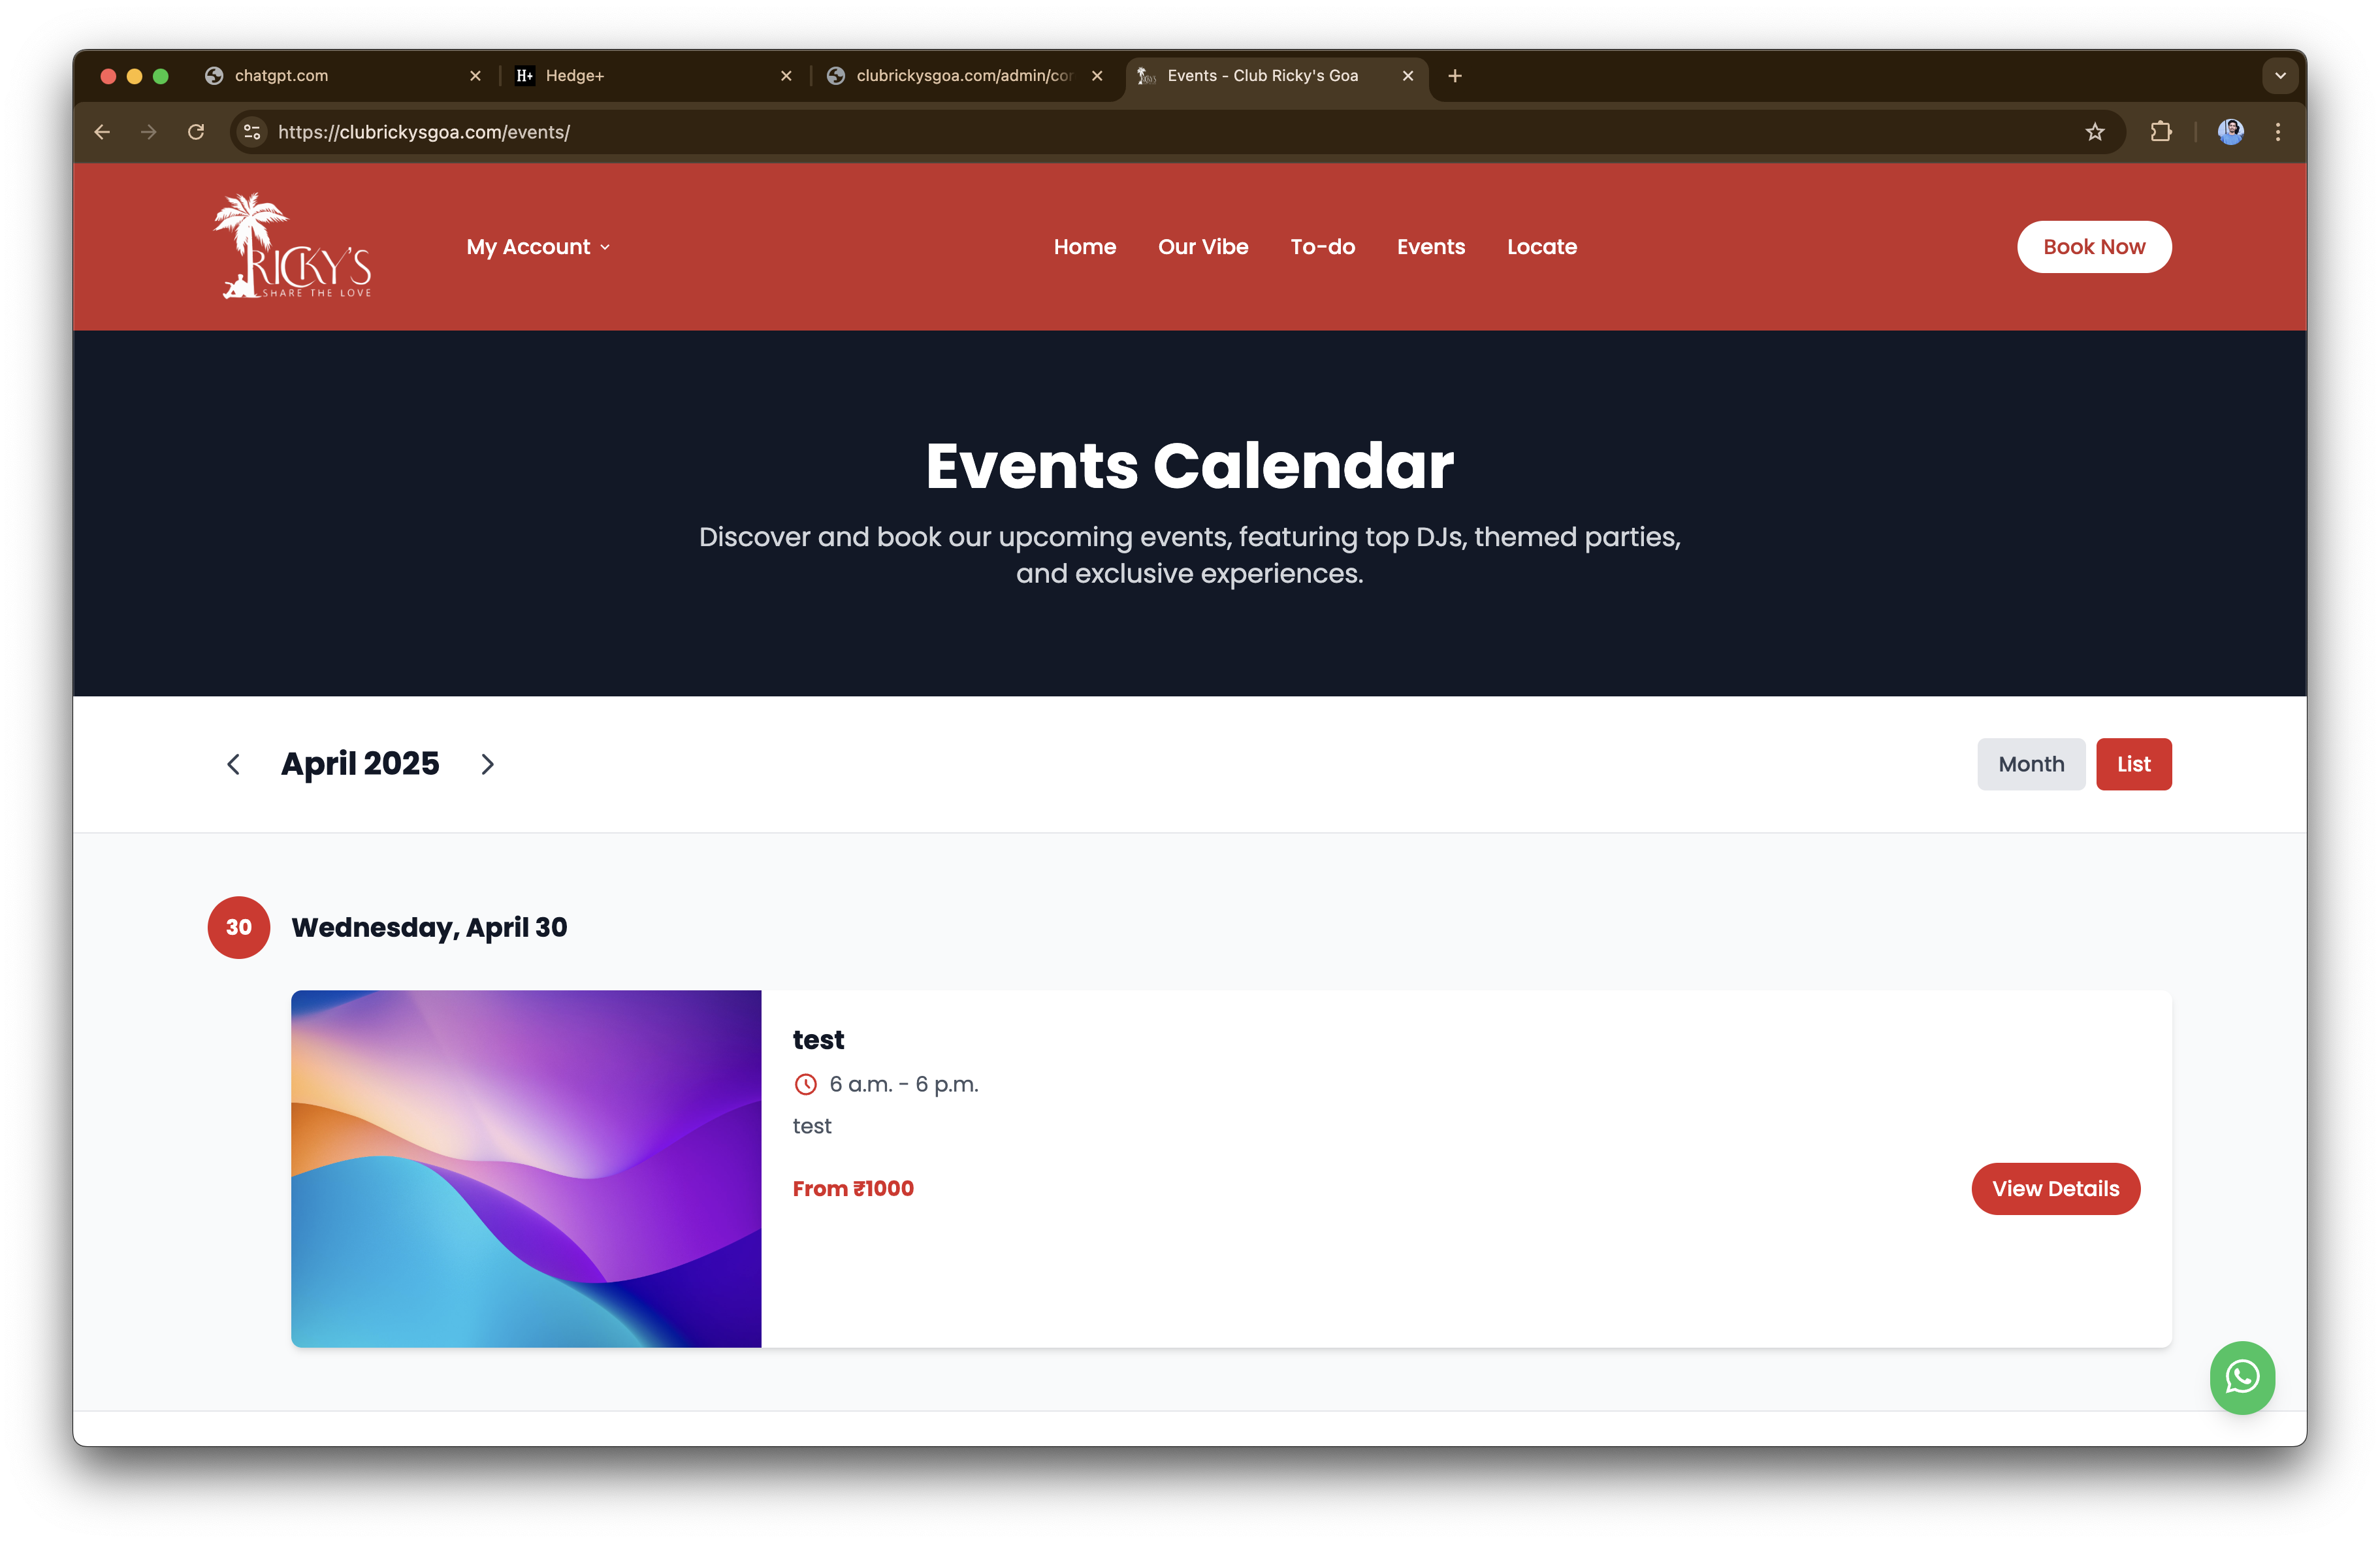 chatgpt.com
H+ Hedge+
clubrickysgoa.com/admin/cor
Events - Club Ricky's Goa
https://clubrickysgoa.com/events/
RICKY'S
SHARE THE LOVE
My Account
Home Our Vibe To-do Events Locate
Book Now
Events Calendar
Discover and book our upcoming events, featuring top DJs, themed parties,
and exclusive experiences.
April 2025
Month List
30 Wednesday, April 30
test
6 a.m. - 6 p.m.
test
From ₹1000
View Details